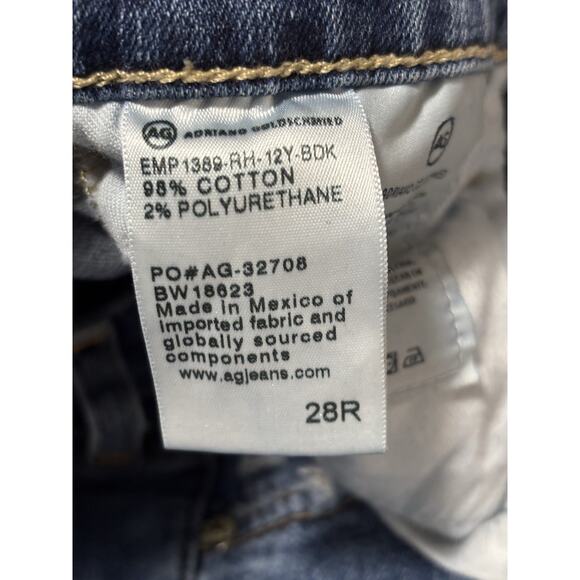 AG ADRIANO GOLDSCHMIED
EMP1389-RH-12Y-BDK
98% COTTON
2% POLYURETHANE
PO#AG-32708
BW18623
Made in Mexico of
imported fabric and
globally sourced
components
www.agjeans.com
28R
AG